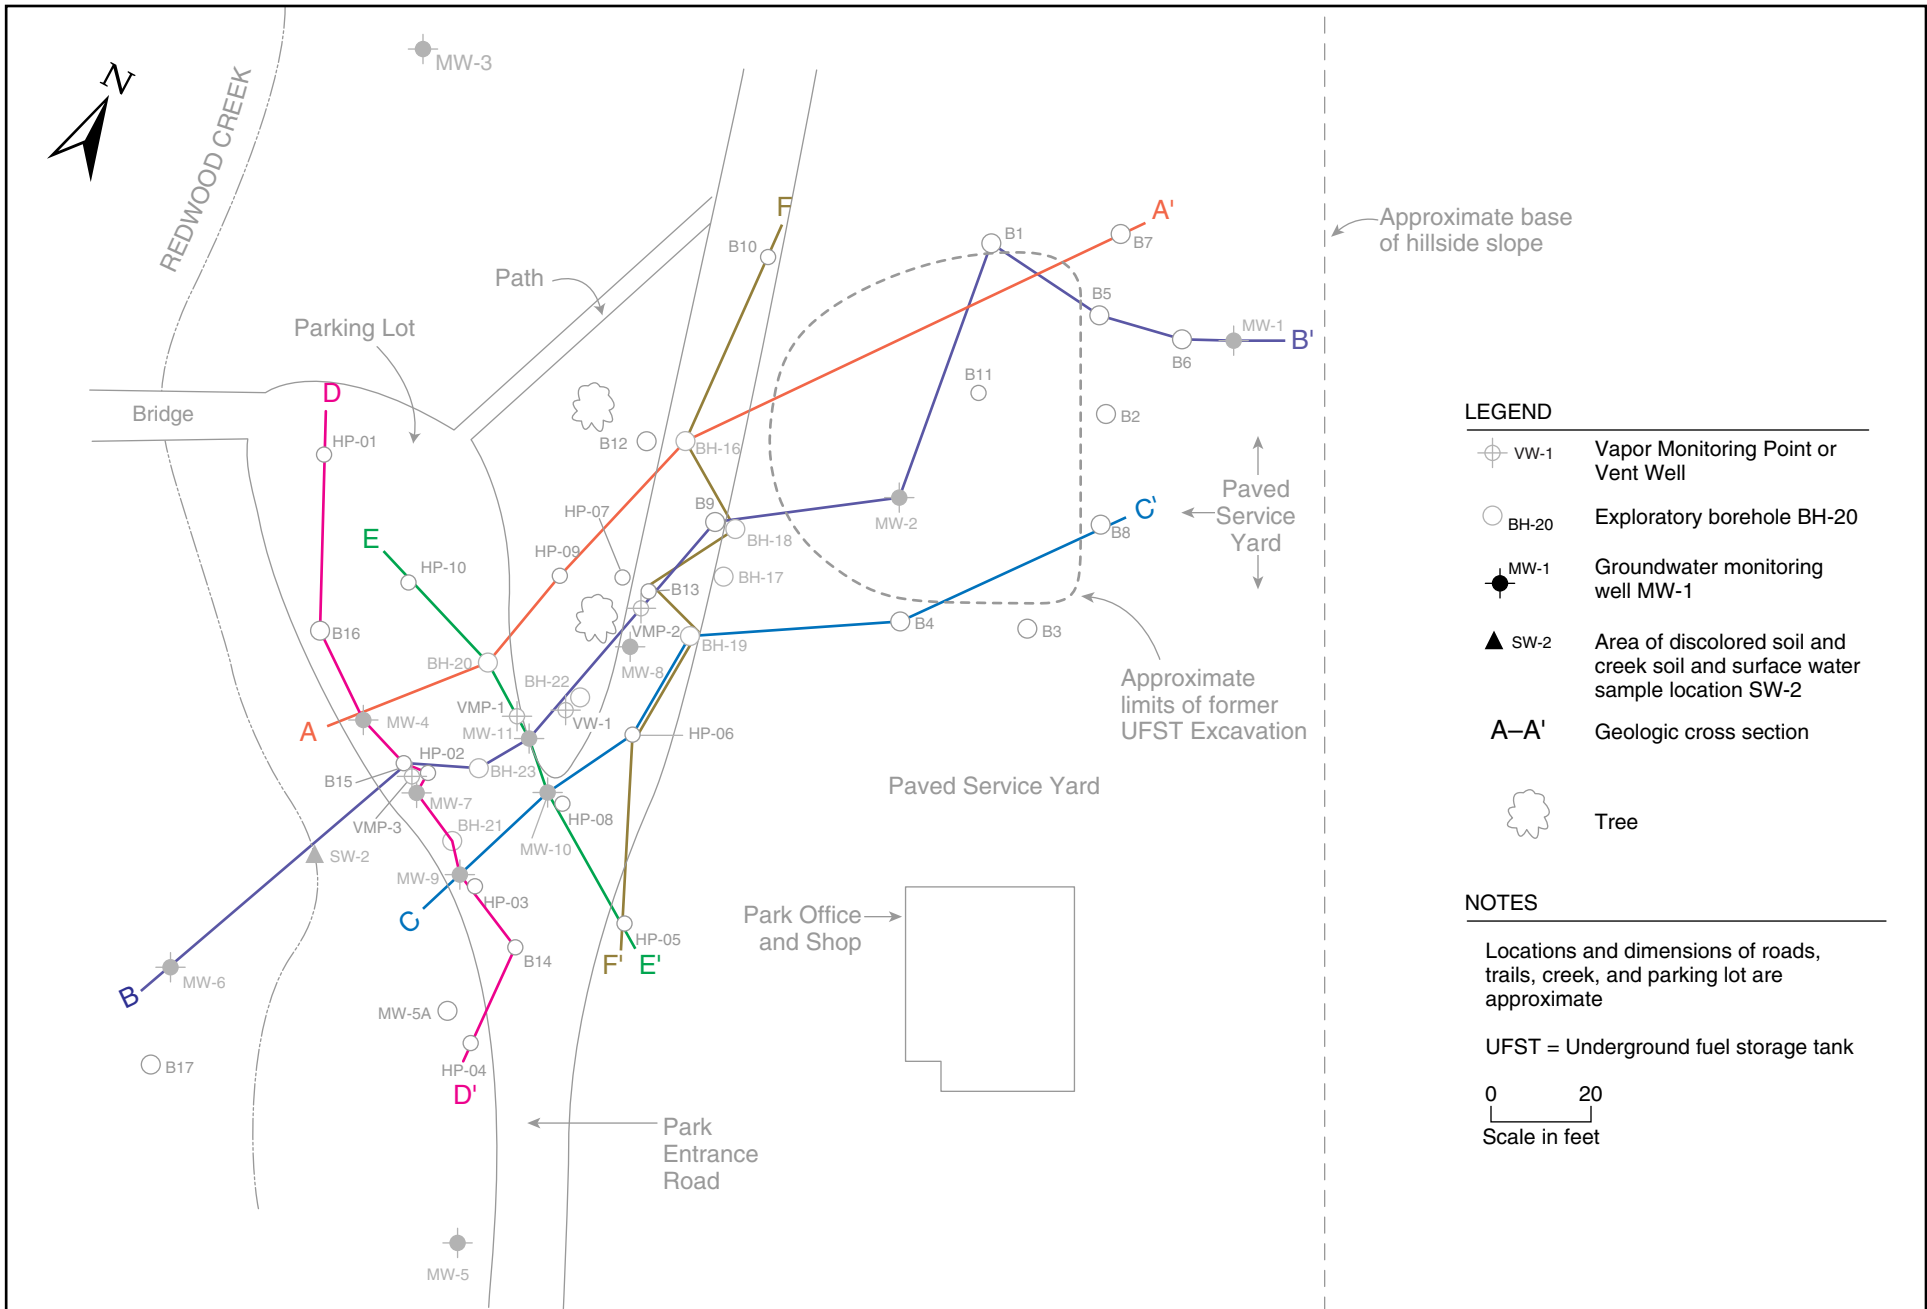 N
MW-3
REDWOOD CREEK
Path
Parking Lot
Bridge
D
HP-01
B16
E
HP-10
F
B10
B1
A'
B7
Approximate base
of hillside slope
B5
MW-1
B'
B6
B11
B2
B12
BH-16
HP-07
B9
BH-18
MW-2
C'
B8
Paved
Service
Yard
HP-09
BH-17
B13
VMP-2
BH-19
B4
B3
MW-8
BH-20
BH-22
VMP-1
VW-1
MW-11
A
MW-4
HP-02
BH-23
B15
MW-7
VMP-3
BH-21
HP-06
HP-08
MW-10
SW-2
MW-9
HP-03
C
B14
HP-05
F'
E'
B
MW-6
MW-5A
B17
HP-04
D'
Approximate
limits of former
UFST Excavation
Paved Service Yard
Park Office
and Shop
Park
Entrance
Road
MW-5
LEGEND
VW-1 Vapor Monitoring Point or
Vent Well
BH-20 Exploratory borehole BH-20
MW-1 Groundwater monitoring
well MW-1
SW-2 Area of discolored soil and
creek soil and surface water
sample location SW-2
A–A' Geologic cross section
Tree
NOTES
Locations and dimensions of roads,
trails, creek, and parking lot are
approximate
UFST = Underground fuel storage tank
0 20
Scale in feet